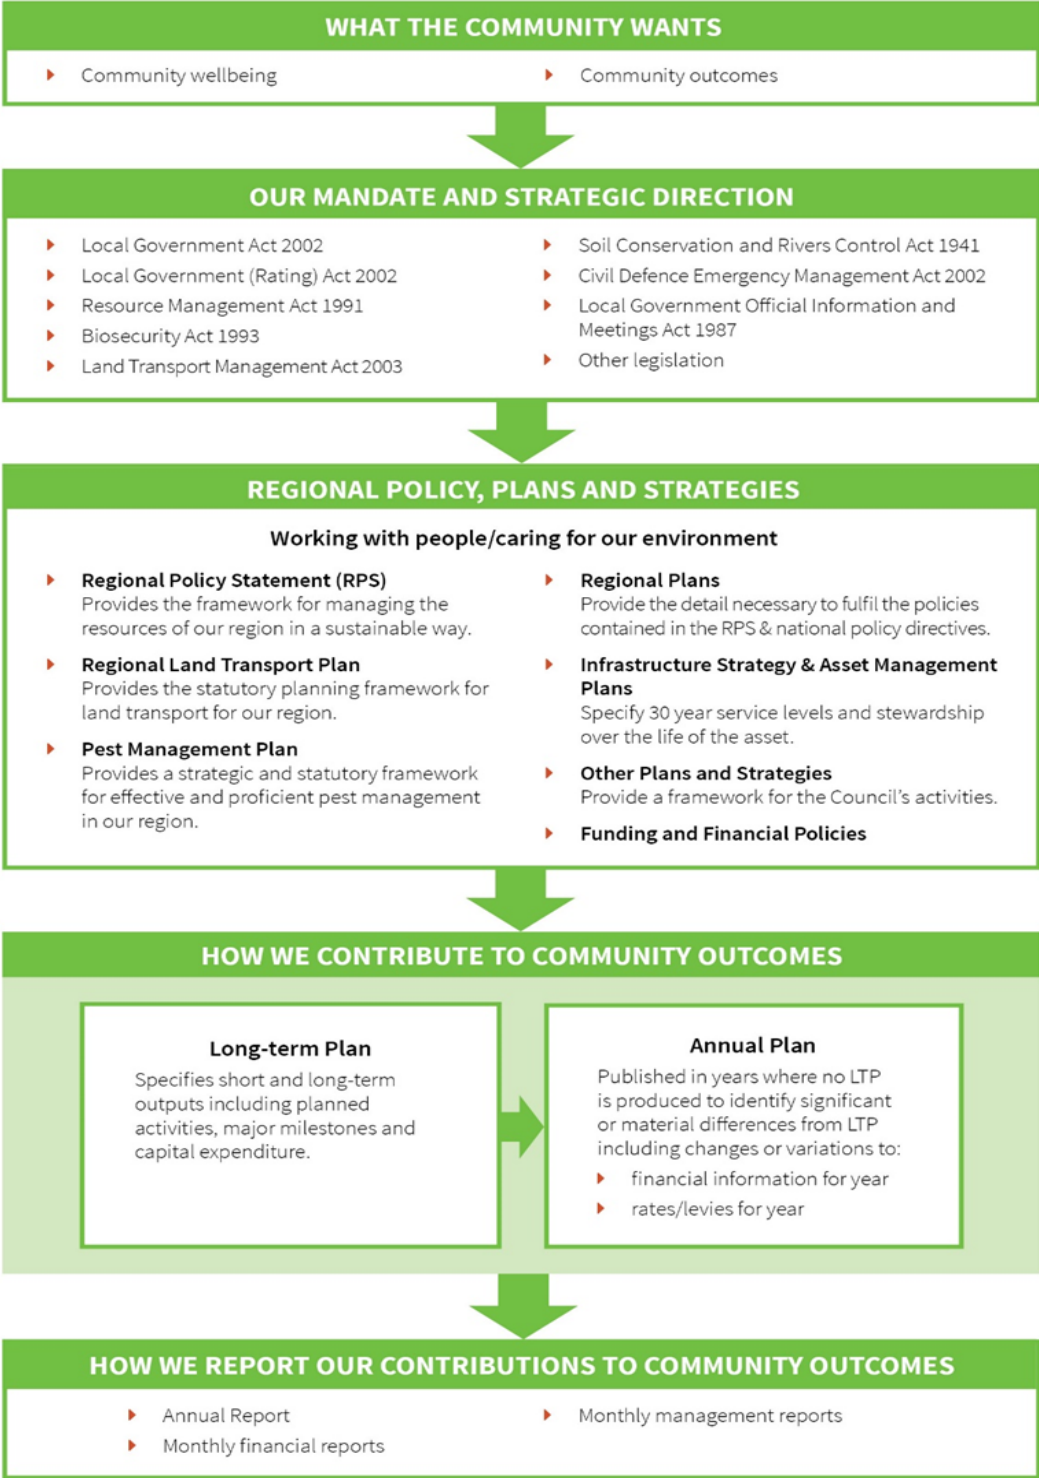 WHAT THE COMMUNITY WANTS
Community wellbeing
Community outcomes
OUR MANDATE AND STRATEGIC DIRECTION
Local Government Act 2002
Local Government (Rating) Act 2002
Resource Management Act 1991
Biosecurity Act 1993
Land Transport Management Act 2003
Soil Conservation and Rivers Control Act 1941
Civil Defence Emergency Management Act 2002
Local Government Official Information and
Meetings Act 1987
Other legislation
REGIONAL POLICY, PLANS AND STRATEGIES
Working with people/caring for our environment
Regional Policy Statement (RPS)
Provides the framework for managing the
resources of our region in a sustainable way.
Regional Land Transport Plan
Provides the statutory planning framework for
land transport for our region.
Pest Management Plan
Provides a strategic and statutory framework
for effective and proficient pest management
in our region.
Regional Plans
Provide the detail necessary to fulfil the policies
contained in the RPS & national policy directives.
Infrastructure Strategy & Asset Management
Plans
Specify 30 year service levels and stewardship
over the life of the asset.
Other Plans and Strategies
Provide a framework for the Council's activities.
Funding and Financial Policies
HOW WE CONTRIBUTE TO COMMUNITY OUTCOMES
Long-term Plan
Specifies short and long-term
outputs including planned
activities, major milestones and
capital expenditure.
Annual Plan
Published in years where no LTP
is produced to identify significant
or material differences from LTP
including changes or variations to:
financial information for year
rates/levies for year
HOW WE REPORT OUR CONTRIBUTIONS TO COMMUNITY OUTCOMES
Annual Report
Monthly financial reports
Monthly management reports